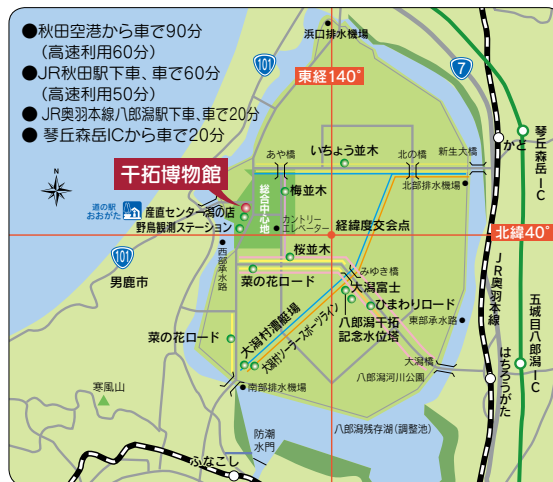 ●秋田空港から車で90分
(高速利用60分)
●JR秋田駅下車、車で60分
(高速利用50分)
●JR奥羽本線八郎潟駅下車、車で20分
●琴丘森岳ICから車で20分
浜口排水機場
101
東経140°
7
かど
琴丘森岳IC
あや橋
いちょう並木
北の橋
新生大橋
北部排水機場
干拓博物館
総合中心地
梅並木
N
道の駅
おおがた
産直センター潟の店
野鳥観測ステーション
カントリー
エレベーター
経緯度交会点
北緯40°
西部承水路
101
男鹿市
桜並木
みゆき橋
菜の花ロード
大潟富士
ひまわりロード
JR奥羽本線
五城目八郎潟IC
大潟村漕艇場
大潟村ソーラースポーツライン
八郎潟干拓
記念水位塔
東部承水路
菜の花ロード
大潟橋
はちろうがた
八郎潟河川公園
南部排水機場
寒風山
防潮
水門
八郎潟残存湖(調整池)
ふなこし